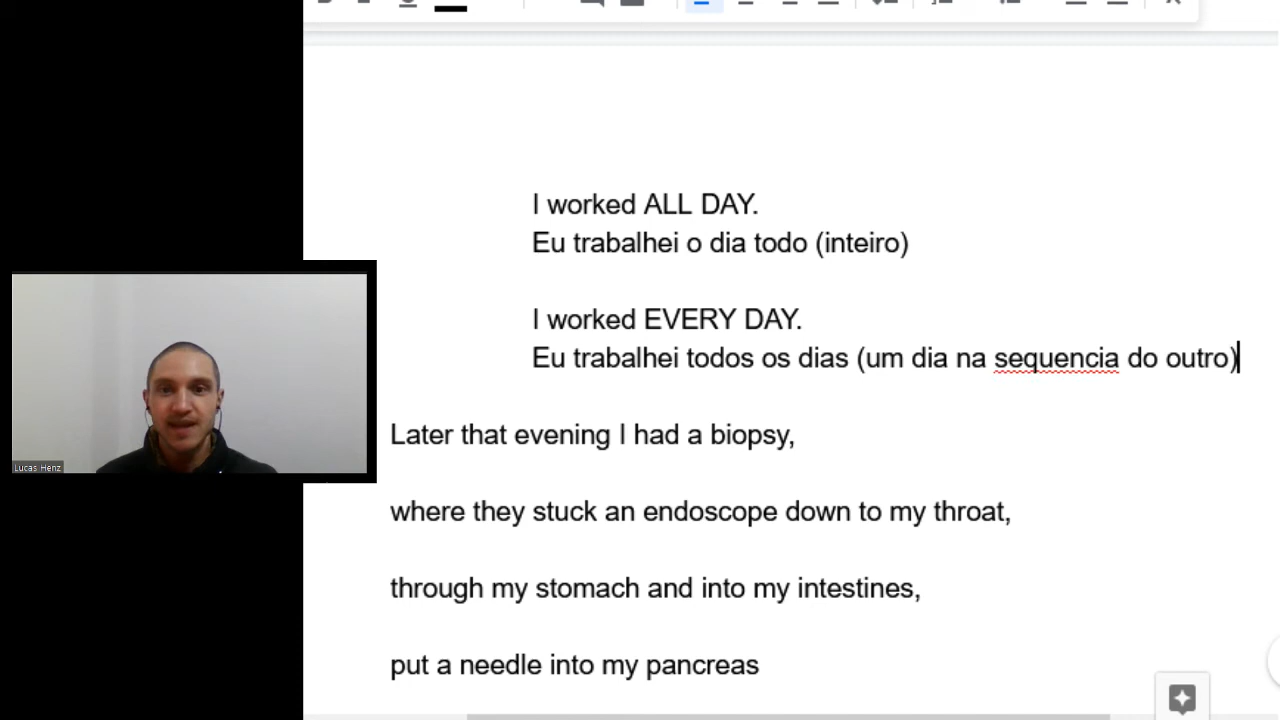 I worked ALL DAY.
Eu trabalhei o dia todo (inteiro)
I worked EVERY DAY.
Eu trabalhei todos os dias (um dia na sequencia do outro)
Later that evening I had a biopsy,
Lucas Henz
where they stuck an endoscope down to my throat,
through my stomach and into my intestines,
put a needle into my pancreas